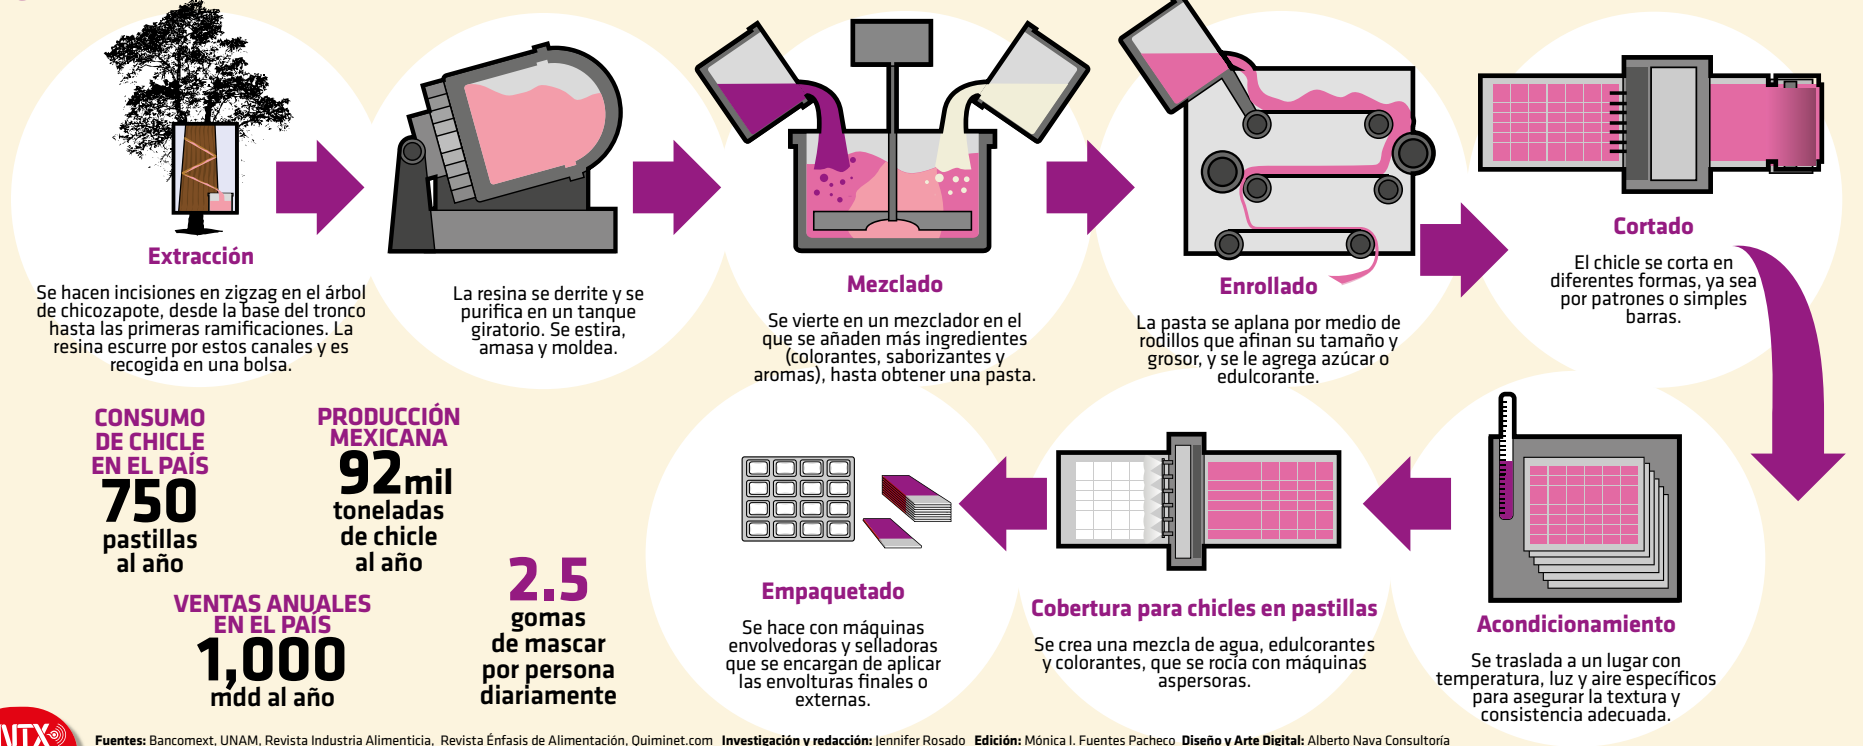 Extracción
Se hacen incisiones en zigzag en el árbol
de chicozapote, desde la base del tronco
hasta las primeras ramificaciones. La
resina escurre por estos canales y es
recogida en una bolsa.
La resina se derrite y se
purifica en un tanque
giratorio. Se estira,
amasa y moldea.
Mezclado
Se vierte en un mezclador en el
que se añaden más ingredientes
(colorantes, saborizantes y
aromas), hasta obtener una pasta.
Enrollado
La pasta se aplana por medio de
rodillos que afinan su tamaño y
grosor, y se le agrega azúcar o
edulcorante.
Cortado
El chicle se corta en
diferentes formas, ya sea
por patrones o simples
barras.
Acondicionamiento
Se traslada a un lugar con
temperatura, luz y aire específicos
para asegurar la textura y
consistencia adecuada.
Cobertura para chicles en pastillas
Se crea una mezcla de agua, edulcorantes
y colorantes, que se rocía con máquinas
aspersoras.
Empaquetado
Se hace con máquinas
envolvedoras y selladoras
que se encargan de aplicar
las envolturas finales o
externas.
CONSUMO
DE CHICLE
EN EL PAÍS
750
pastillas
al año
PRODUCCIÓN
MEXICANA
92 mil
toneladas
de chicle
al año
VENTAS ANUALES
EN EL PAÍS
1,000
mdd al año
2.5
gomas
de mascar
por persona
diariamente
NTX
Fuentes: Bancomext, UNAM, Revista Industria Alimenticia, Revista Énfasis de Alimentación, Quiminet.com Investigación y redacción: Jennifer Rosado Edición: Mónica I. Fuentes Pacheco Diseño y Arte Digital: Alberto Nava Consultoría